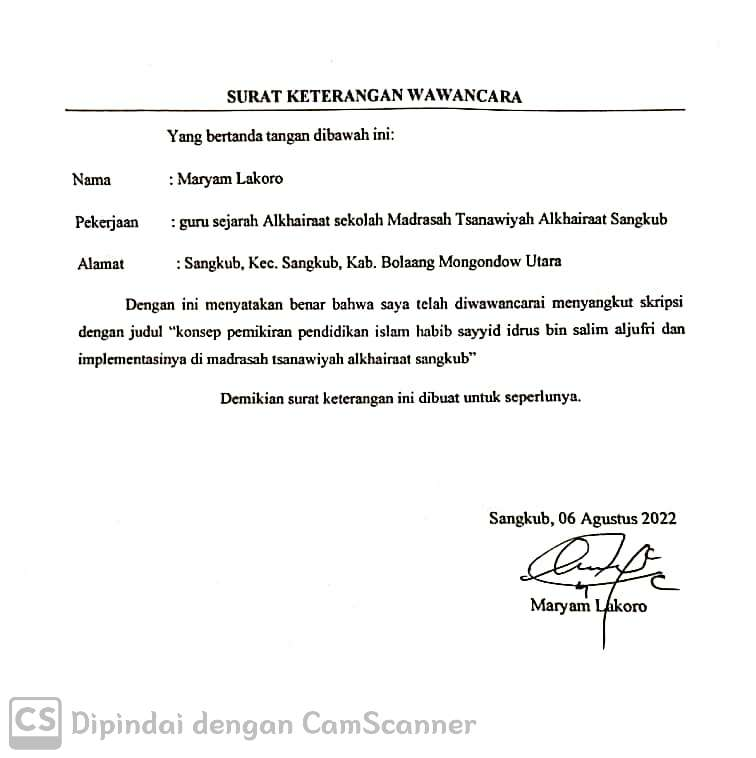 SURAT KETERANGAN WAWANCARA
Yang bertanda tangan dibawah ini:
Nama : Maryam Lakoro
Pekerjaan : guru sejarah Alkhairaat sekolah Madrasah Tsanawiyah Alkhairaat Sangkub
Alamat : Sangkub, Kec. Sangkub, Kab. Bolaang Mongondow Utara
Dengan ini menyatakan benar bahwa saya telah diwawancarai menyangkut skripsi
dengan judul “konsep pemikiran pendidikan islam habib sayyid idrus bin salim aljufri dan
implementasinya di madrasah tsanawiyah alkhairaat sangkub”
Demikian surat keterangan ini dibuat untuk seperlunya.
Sangkub, 06 Agustus 2022
Maryam Lakoro
CS Dipindai dengan CamScanner